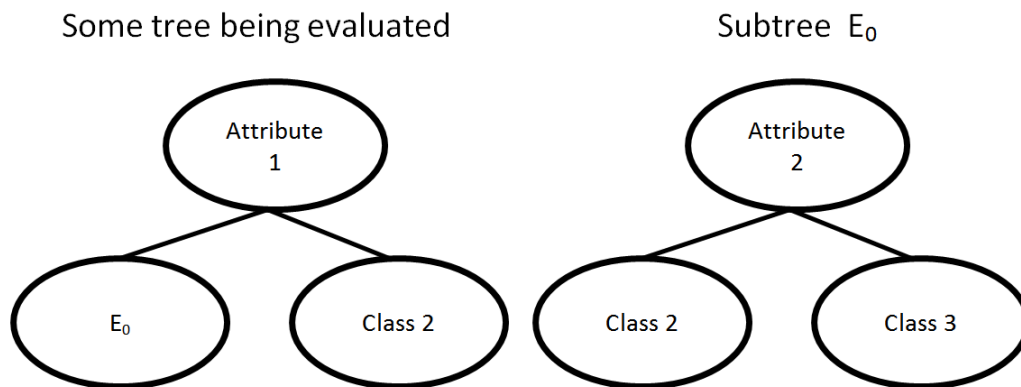 Some tree being evaluated
Subtree E₀
Attribute
1
Attribute
2
E₀
Class 2
Class 2
Class 3